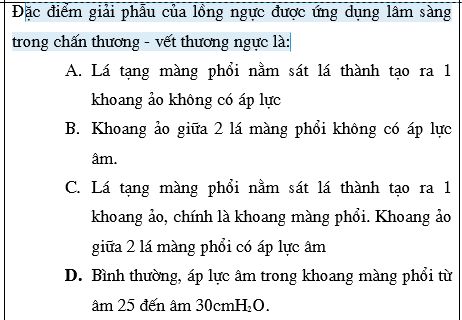 Đặc điểm giải phẫu của lồng ngực được ứng dụng lâm sàng
trong chấn thương - vết thương ngực là:
A. Lá tạng màng phổi nằm sát lá thành tạo ra 1
khoang ảo không có áp lực
B. Khoang ảo giữa 2 lá màng phổi không có áp lực
âm.
C. Lá tạng màng phổi nằm sát lá thành tạo ra 1
khoang ảo, chính là khoang màng phổi. Khoang ảo
giữa 2 lá màng phổi có áp lực âm
D. Bình thường, áp lực âm trong khoang màng phổi từ
âm 25 đến âm 30cmH₂O.